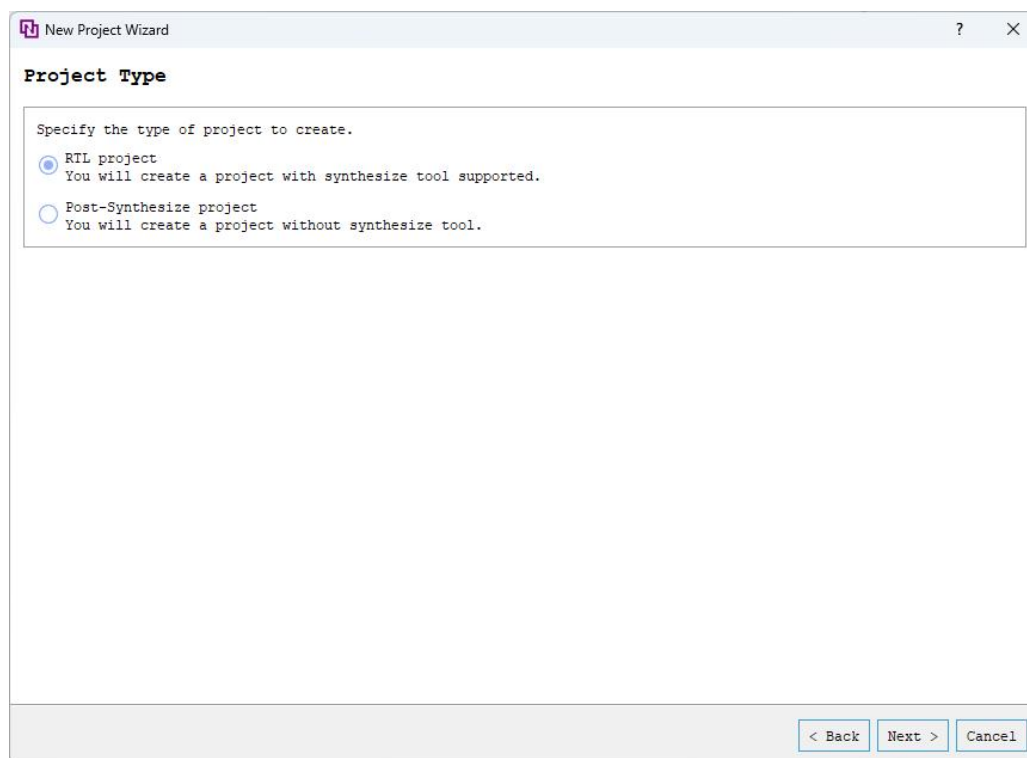 New Project Wizard ?
Project Type
Specify the type of project to create.
RTL project
You will create a project with synthesize tool supported.
Post-Synthesize project
You will create a project without synthesize tool.
< Back Next > Cancel